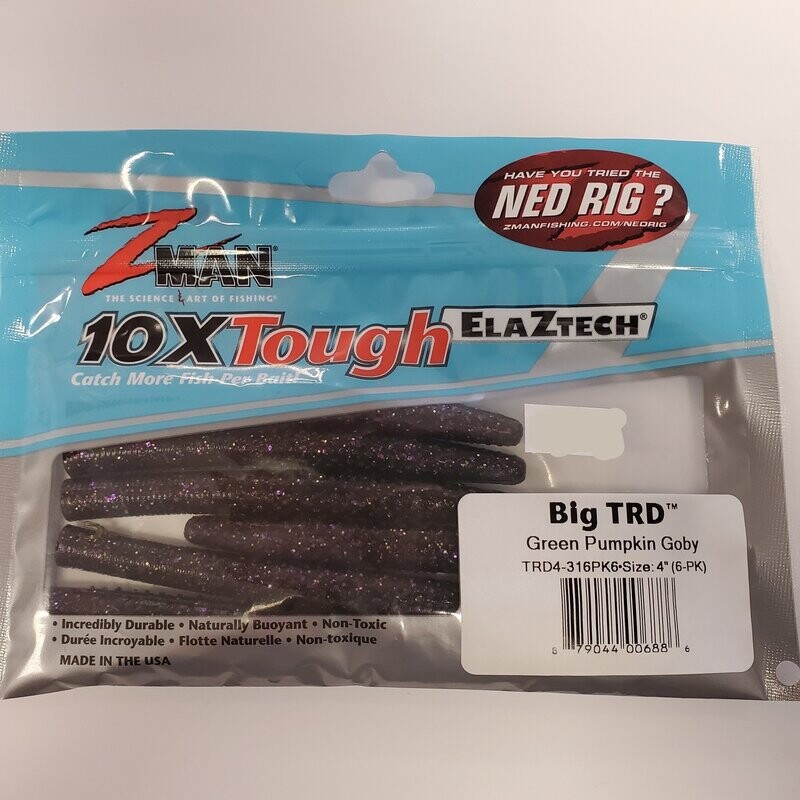 HAVE YOU TRIED THE
NED RIG ?
ZMANFISHING.COM/NEDRIG
ZMAN®
THE SCIENCE & ART OF FISHING®
10X Tough ELAZTECH®
Catch More Fish Per Bait!
Big TRD™
Green Pumpkin Goby
TRD4-316PK6•Size: 4" (6-PK)
8 79044 00688 6
• Incredibly Durable • Naturally Buoyant • Non-Toxic
• Durée Incroyable • Flotte Naturelle • Non-toxique
MADE IN THE USA